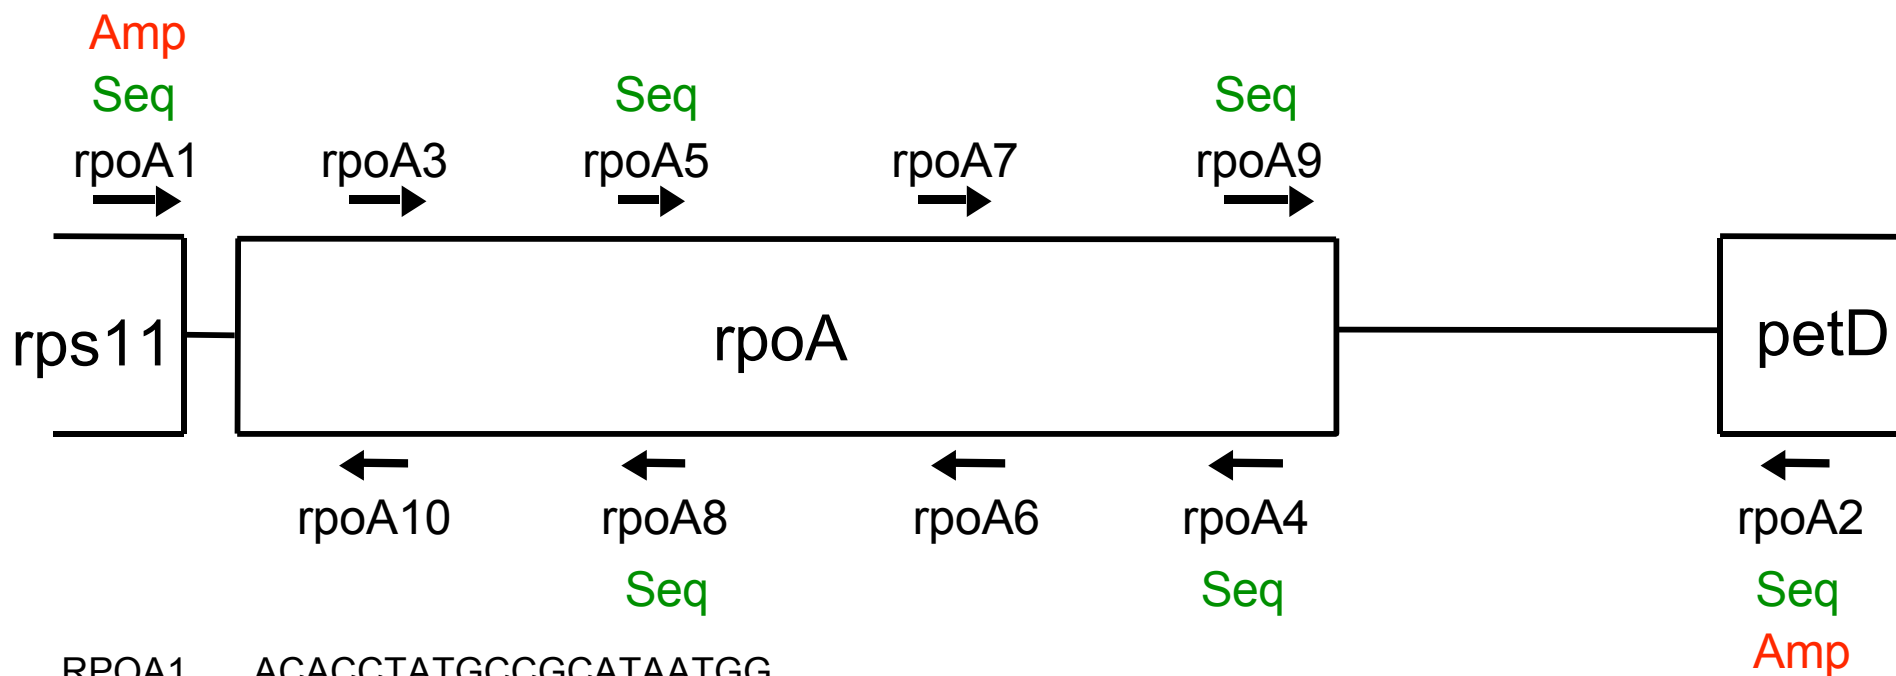 Amp
Seq Seq Seq
rpoA1 rpoA3 rpoA5 rpoA7 rpoA9
rps11 rpoA petD
rpoA10 rpoA8 rpoA6 rpoA4 rpoA2
Seq Seq Seq
Amp
RPOA1 ACACCTATGCCGCATAATGG